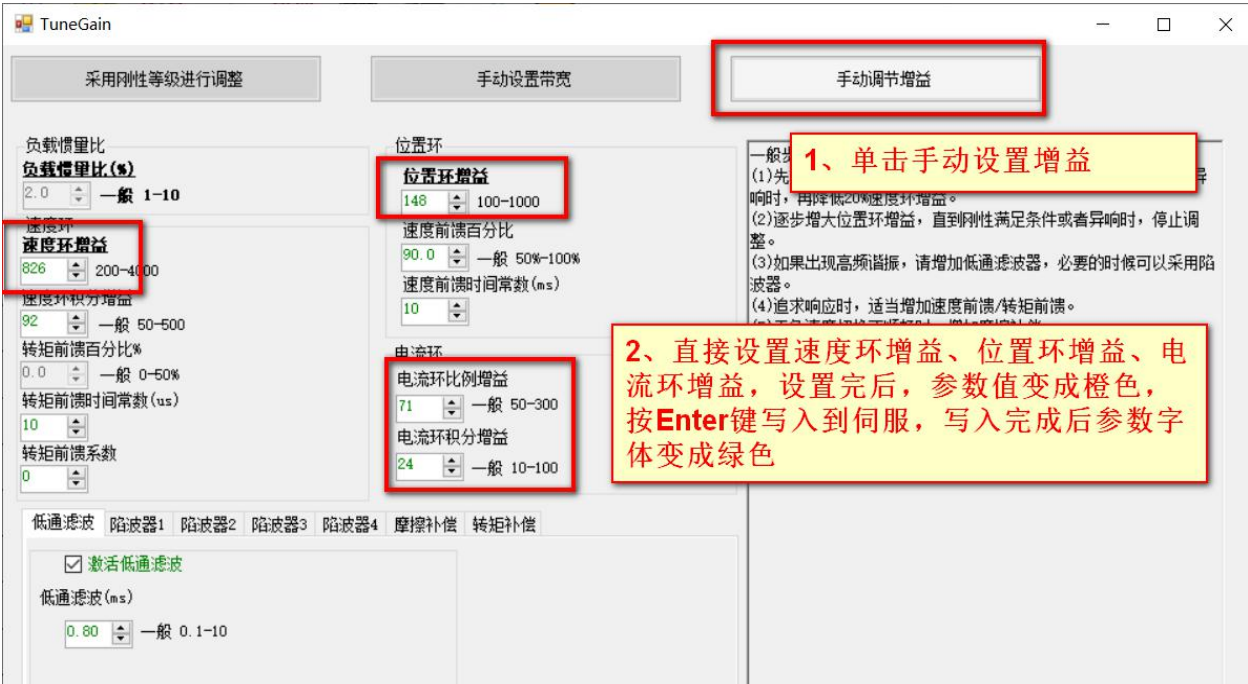 TuneGain
采用刚性等级进行调整
手动设置带宽
手动调节增益
负载惯里比
负载惯里比(%)
2.0 一般 1-10
速度环
速度环增益
826 200-4000
速度环积分增益
92 一般 50-500
转矩前馈百分比%
0.0 一般 0-50%
转矩前馈时间常数(us)
10
转矩前馈系数
0
位置环
位置环增益
148 100-1000
速度前馈百分比
90.0 一般 50%-100%
速度前馈时间常数(ms)
10
电流环
电流环比例增益
71 一般 50-300
电流环积分增益
24 一般 10-100
一般
(1)先
响时，再降低20%速度环增益。
(2)逐步增大位置环增益，直到刚性满足条件或者异响时，停止调
整。
(3)如果出现高频谐振，请增加低通滤波器，必要的时候可以采用陷
波器。
(4)追求响应时，适当增加速度前馈/转矩前馈。
1、单击手动设置增益
2、直接设置速度环增益、位置环增益、电
流环增益，设置完后，参数值变成橙色，
按Enter键写入到伺服，写入完成后参数字
体变成绿色
低通滤波 陷波器1 陷波器2 陷波器3 陷波器4 摩擦补偿 转矩补偿
激活低通滤波
低通滤波(ms)
0.80 一般 0.1-10